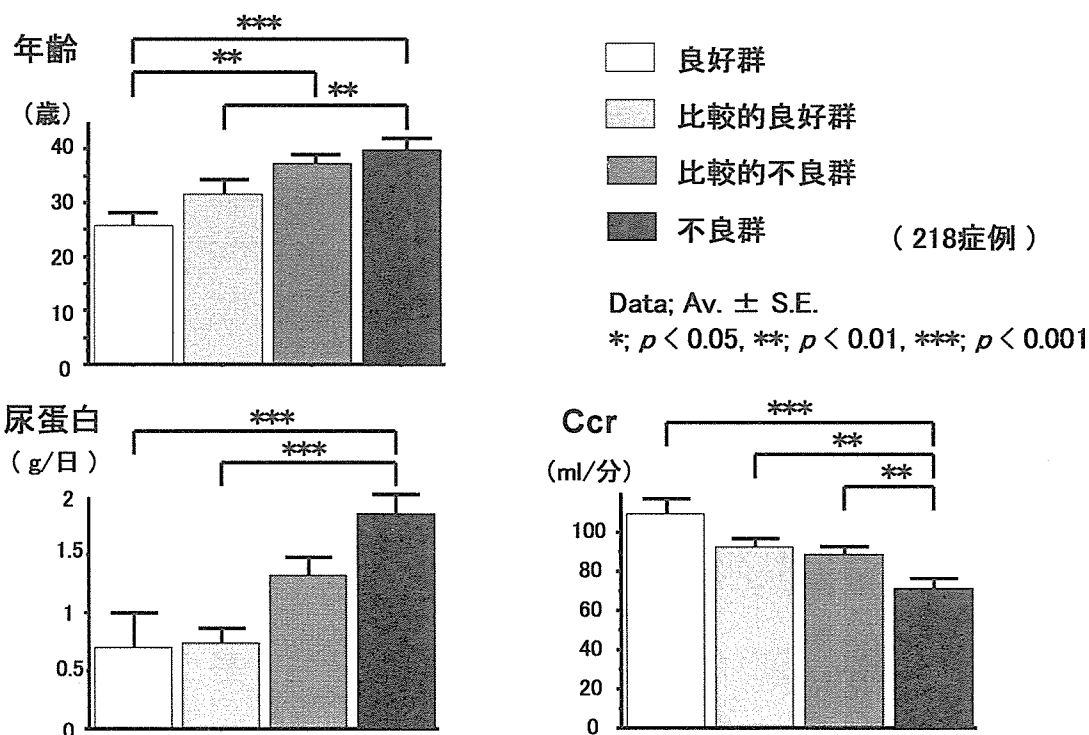 年齢
（歳）
***
**
**
40
30
20
10
0
良好群
比較的良好群
比較的不良群
不良群
（218症例）
Data; Av. ± S.E.
*; p < 0.05, **; p < 0.01, ***; p < 0.001
尿蛋白
（g/日）
***
***
2
1.5
1
0.5
0
Ccr
（ml/分）
***
**
**
100
80
60
40
20
0